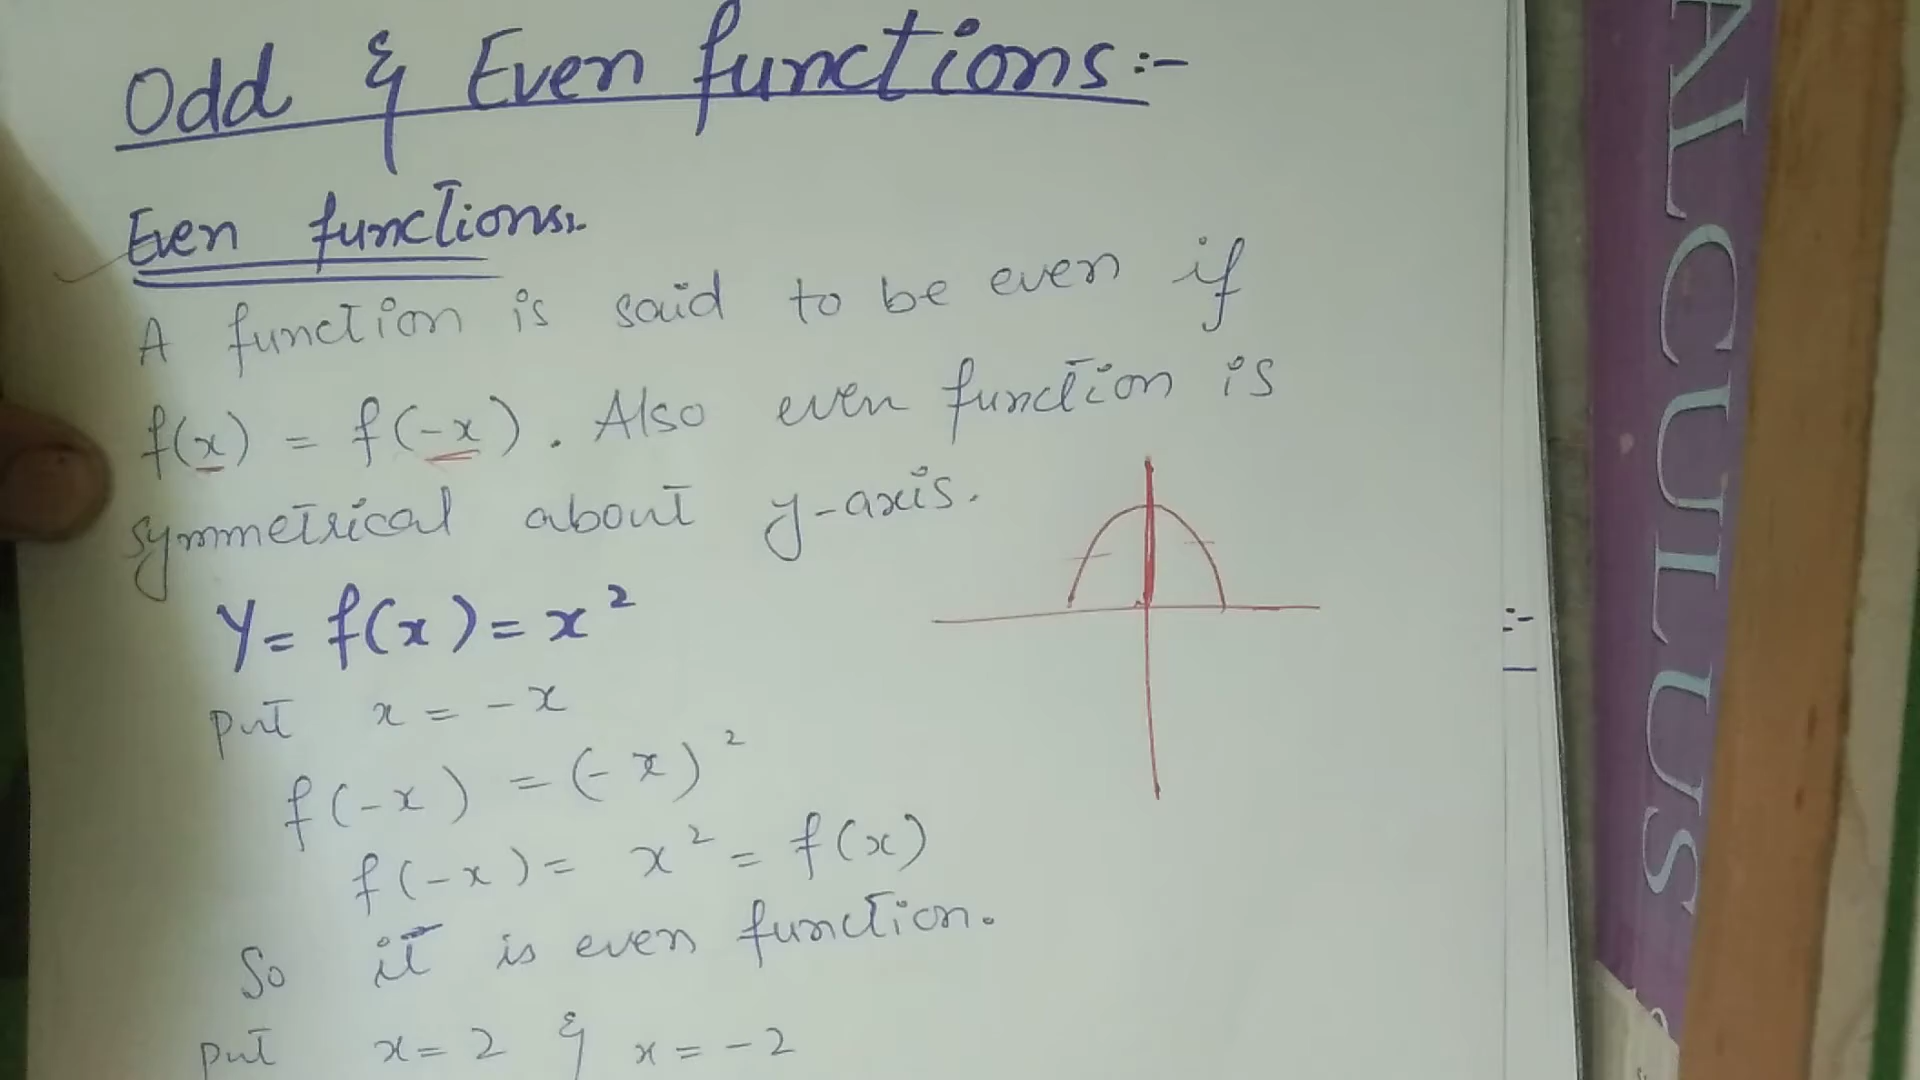 Odd & Even functions:-
Even functions:-
A function is said to be even if
f(x) = f(-x). Also even function is
symmetrical about y-axis.
Y= f(x)= x²
put x = -x
f(-x) = (-x)²
f(-x)= x² = f(x)
So it is even function.
put x=2 & x=-2
:-
ALCULUS